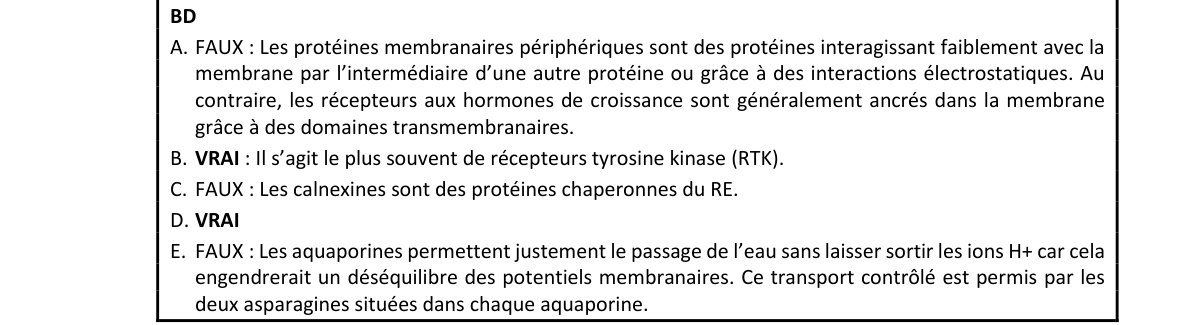 BD
A. FAUX : Les protéines membranaires périphériques sont des protéines interagissant faiblement avec la
membrane par l’intermédiaire d’une autre protéine ou grâce à des interactions électrostatiques. Au
contraire, les récepteurs aux hormones de croissance sont généralement ancrés dans la membrane
grâce à des domaines transmembranaires.
B. VRAI : Il s’agit le plus souvent de récepteurs tyrosine kinase (RTK).
C. FAUX : Les calnexines sont des protéines chaperonnes du RE.
D. VRAI
E. FAUX : Les aquaporines permettent justement le passage de l’eau sans laisser sortir les ions H+ car cela
engendrerait un déséquilibre des potentiels membranaires. Ce transport contrôlé est permis par les
deux asparagines situées dans chaque aquaporine.